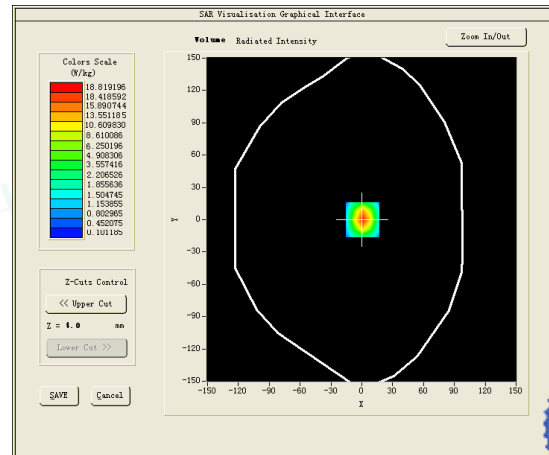 SAR Visualisation Graphical Interface
Volume Radiated Intensity
Zoom In/Out
Colors Scale
(W/kg)
18.819196
18.418592
15.890744
13.551185
10.609830
8.610086
6.250196
4.908306
3.557416
2.206526
1.855636
1.504745
1.153855
0.802965
0.452075
0.101185
Z-Cuts Control
<< Upper Cut
Z = 4.0 mm
Lower Cut >>
SAVE Cancel
150
120
90
60
30
0
-30
-60
-90
-120
-150
Y
-150 -120 -90 -60 -30 0 30 60 90 120 150
X